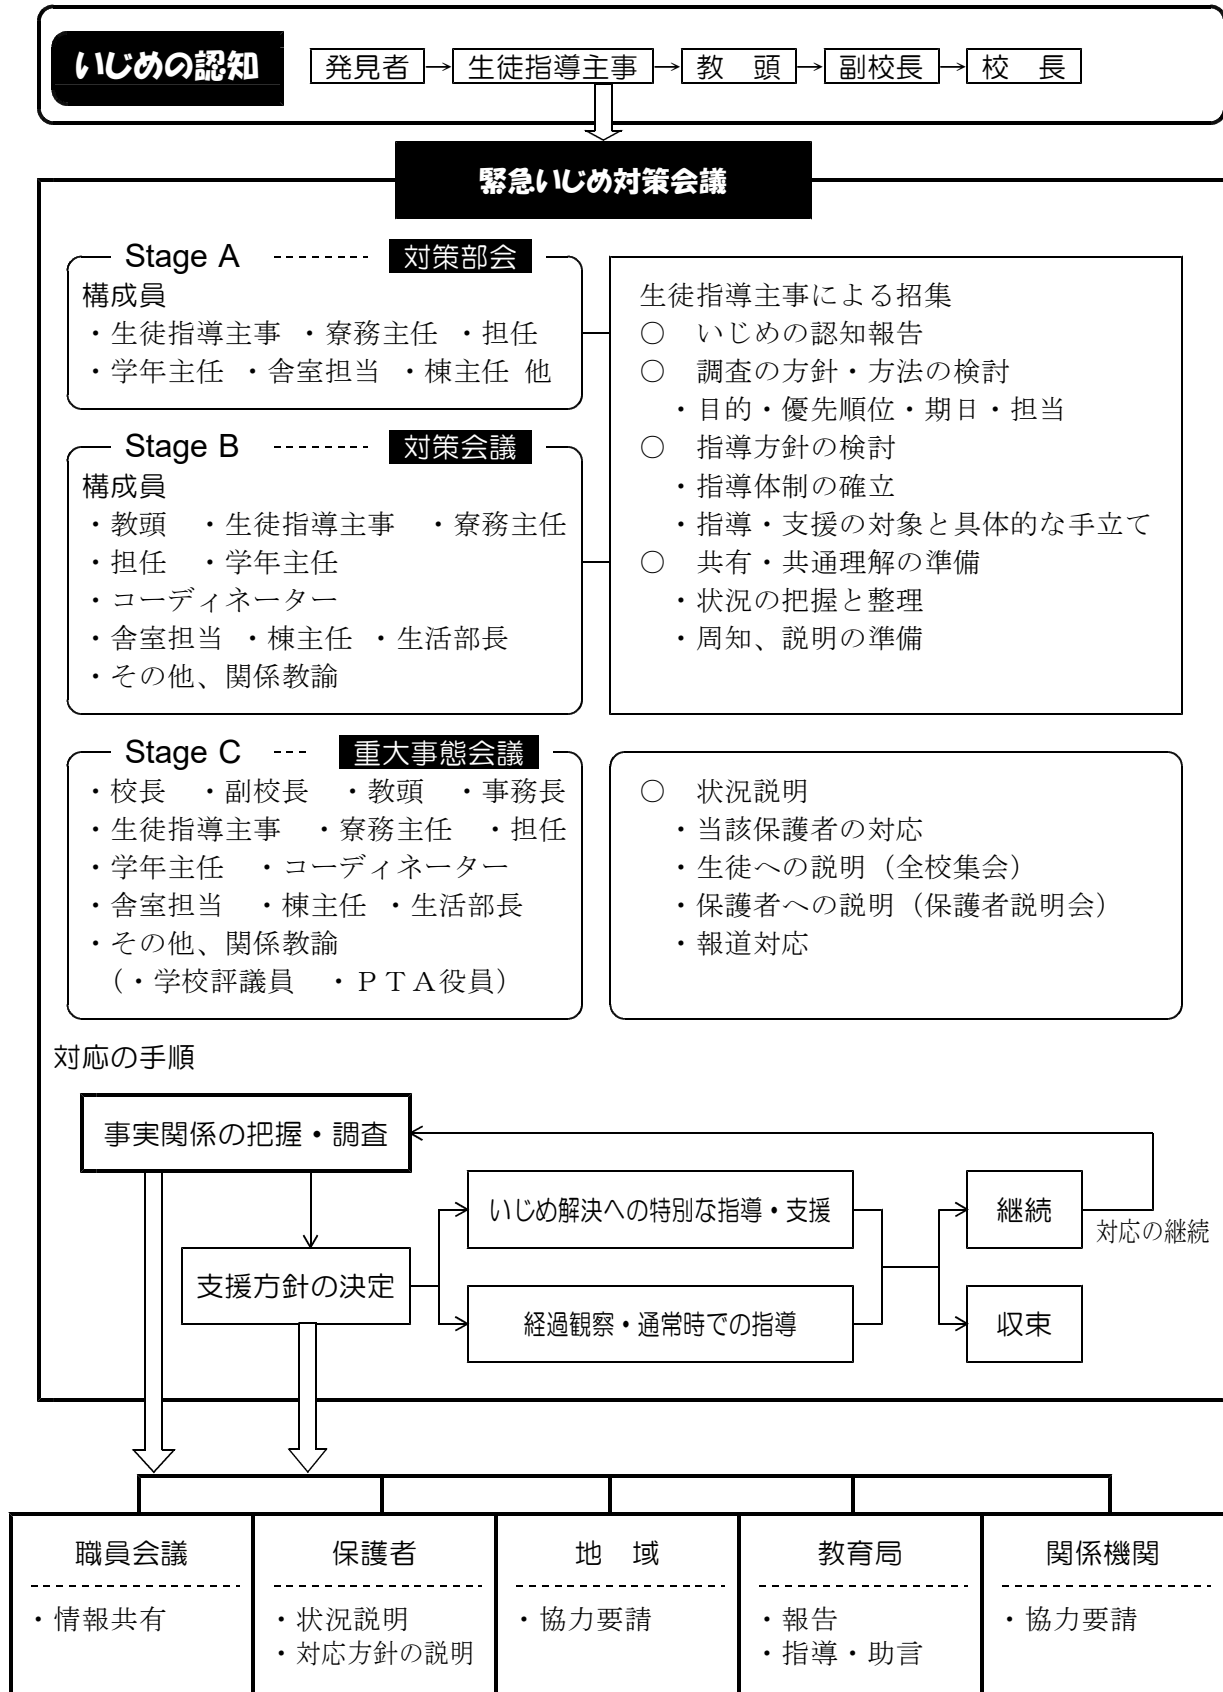 いじめの認知 発見者→生徒指導主事→教　頭→副校長→校　長
緊急いじめ対策会議
Stage A ------- 対策部会
構成員
・生徒指導主事 ・寮務主任 ・担任
・学年主任 ・舎室担当 ・棟主任 他
Stage B ------- 対策会議
構成員
・教頭 ・生徒指導主事 ・寮務主任
・担任 ・学年主任
・コーディネーター
・舎室担当 ・棟主任 ・生活部長
・その他、関係教諭
生徒指導主事による招集
○ いじめの認知報告
○ 調査の方針・方法の検討
・目的・優先順位・期日・担当
○ 指導方針の検討
・指導体制の確立
・指導・支援の対象と具体的な手立て
○ 共有・共通理解の準備
・状況の把握と整理
・周知、説明の準備
Stage C --- 重大事態会議
・校長 ・副校長 ・教頭 ・事務長
・生徒指導主事 ・寮務主任 ・担任
・学年主任 ・コーディネーター
・舎室担当 ・棟主任 ・生活部長
・その他、関係教諭
（・学校評議員 ・ＰＴＡ役員）
○ 状況説明
・当該保護者の対応
・生徒への説明（全校集会）
・保護者への説明（保護者説明会）
・報道対応
対応の手順
事実関係の把握・調査
いじめ解決への特別な指導・支援
継続
対応の継続
支援方針の決定
経過観察・通常時での指導
収束
職員会議
・情報共有
保護者
・状況説明
・対応方針の説明
地　域
・協力要請
教育局
・報告
・指導・助言
関係機関
・協力要請